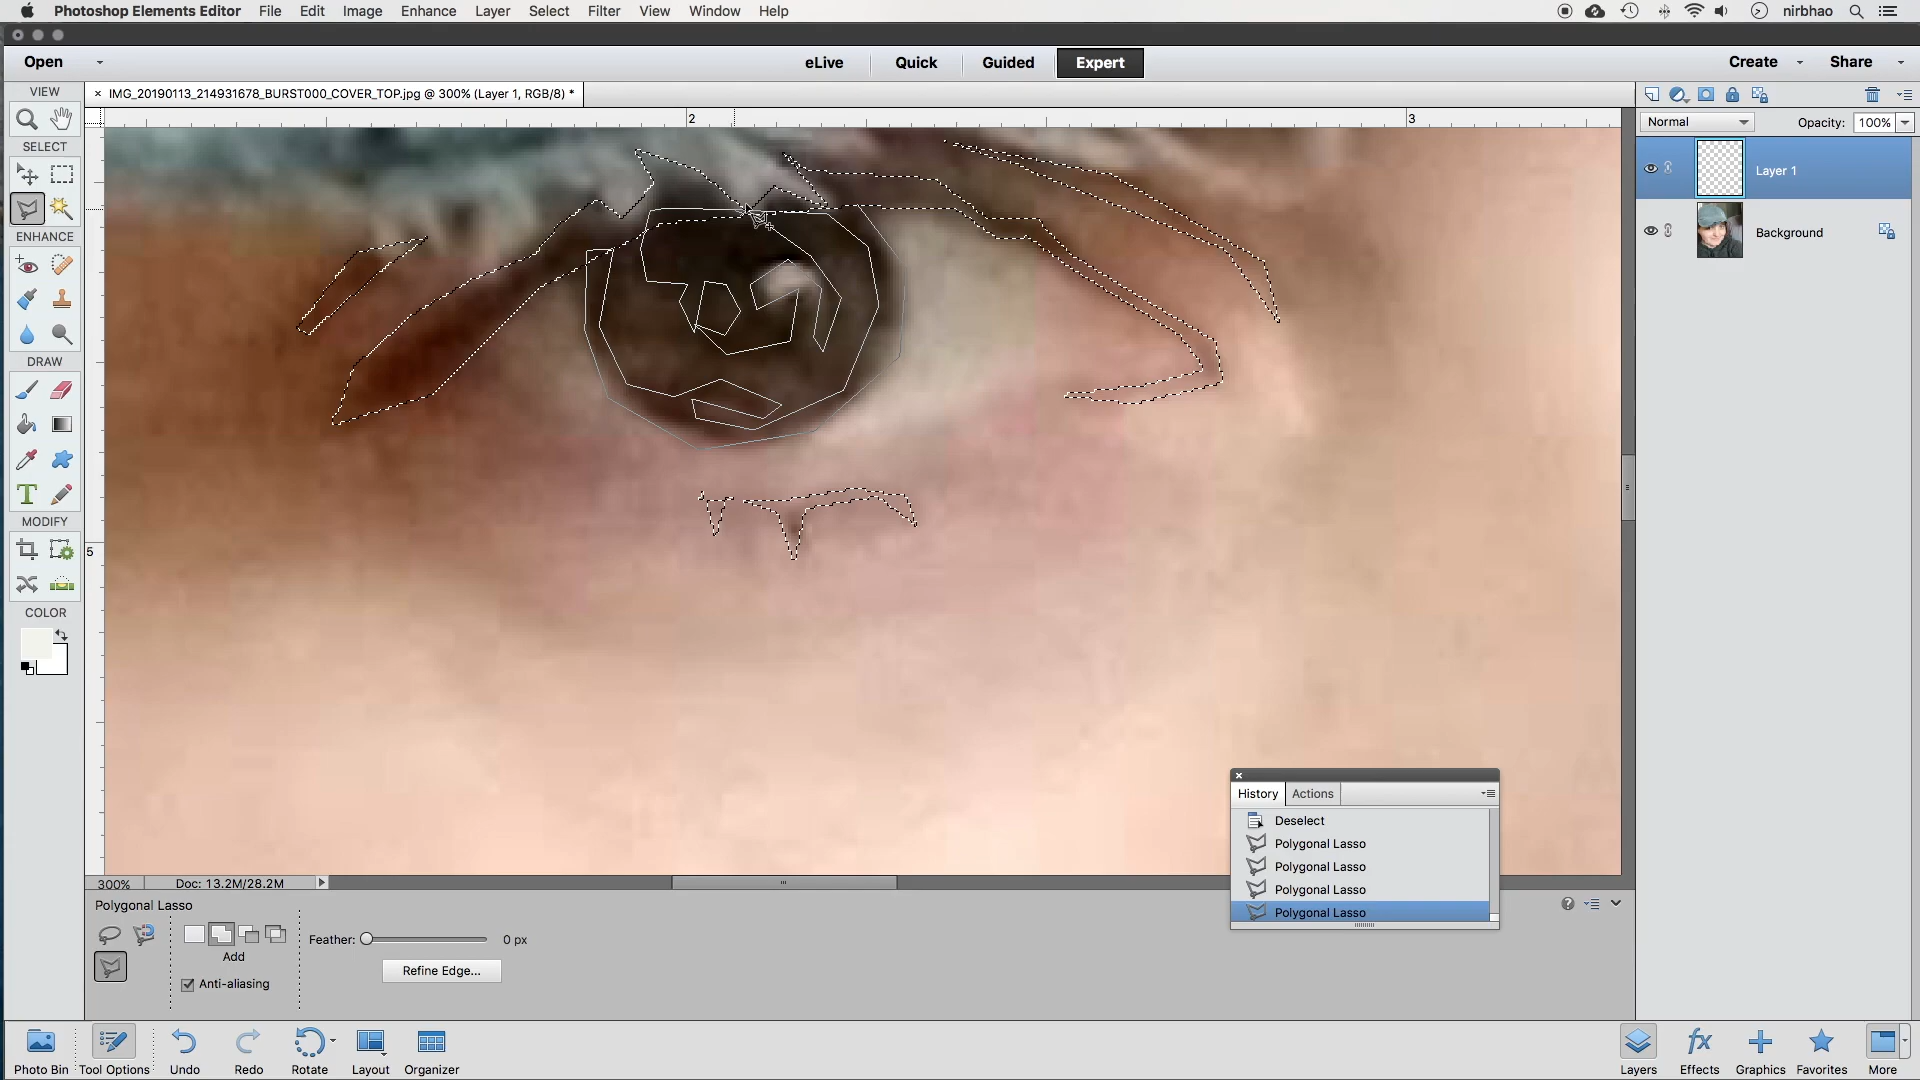 Photoshop Elements Editor File Edit Image Enhance Layer Select Filter View Window Help nirbhao
Open eLive Quick Guided Expert Create Share
VIEW
× IMG_20190113_214931678_BURST000_COVER_TOP.jpg @ 300% (Layer 1, RGB/8) *
2 3
Normal Opacity: 100%
SELECT
Layer 1
Background
ENHANCE
DRAW
T
MODIFY
5
COLOR
History Actions
Deselect
Polygonal Lasso
Polygonal Lasso
Polygonal Lasso
Polygonal Lasso
300% Doc: 13.2M/28.2M
Polygonal Lasso
Feather: 0 px
Add
Refine Edge...
Anti-aliasing
fx
Photo Bin Tool Options Undo Redo Rotate Layout Organizer Layers Effects Graphics Favorites More